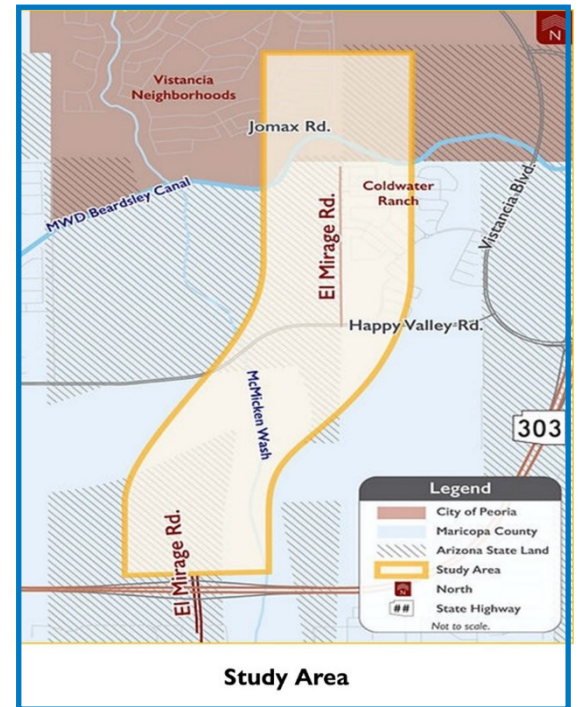 N
Vistancia
Neighborhoods
Jomax Rd.
MWD Beardsley Canal
Coldwater
Ranch
Vistancia Blvd.
El Mirage Rd.
Happy Valley Rd.
McMicken Wash
303
El Mirage Rd.
Legend
City of Peoria
Maricopa County
Arizona State Land
Study Area
N
North
##
State Highway
Not to scale.
Study Area